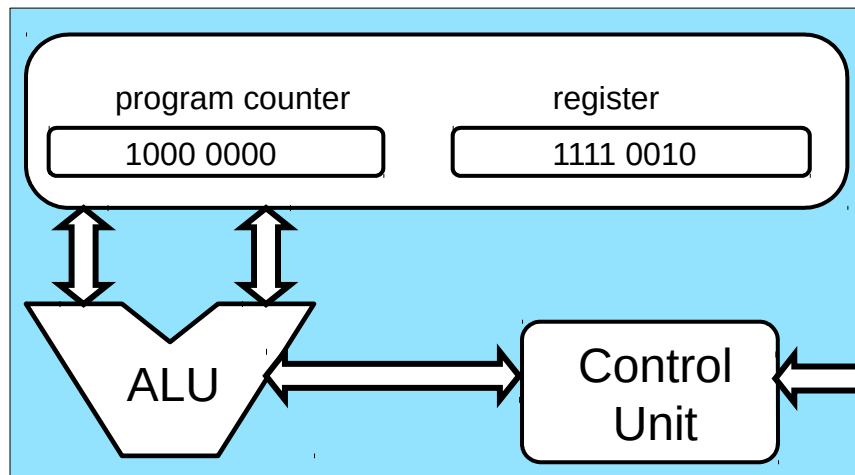 program counter
register
1000 0000
1111 0010
ALU
Control
Unit